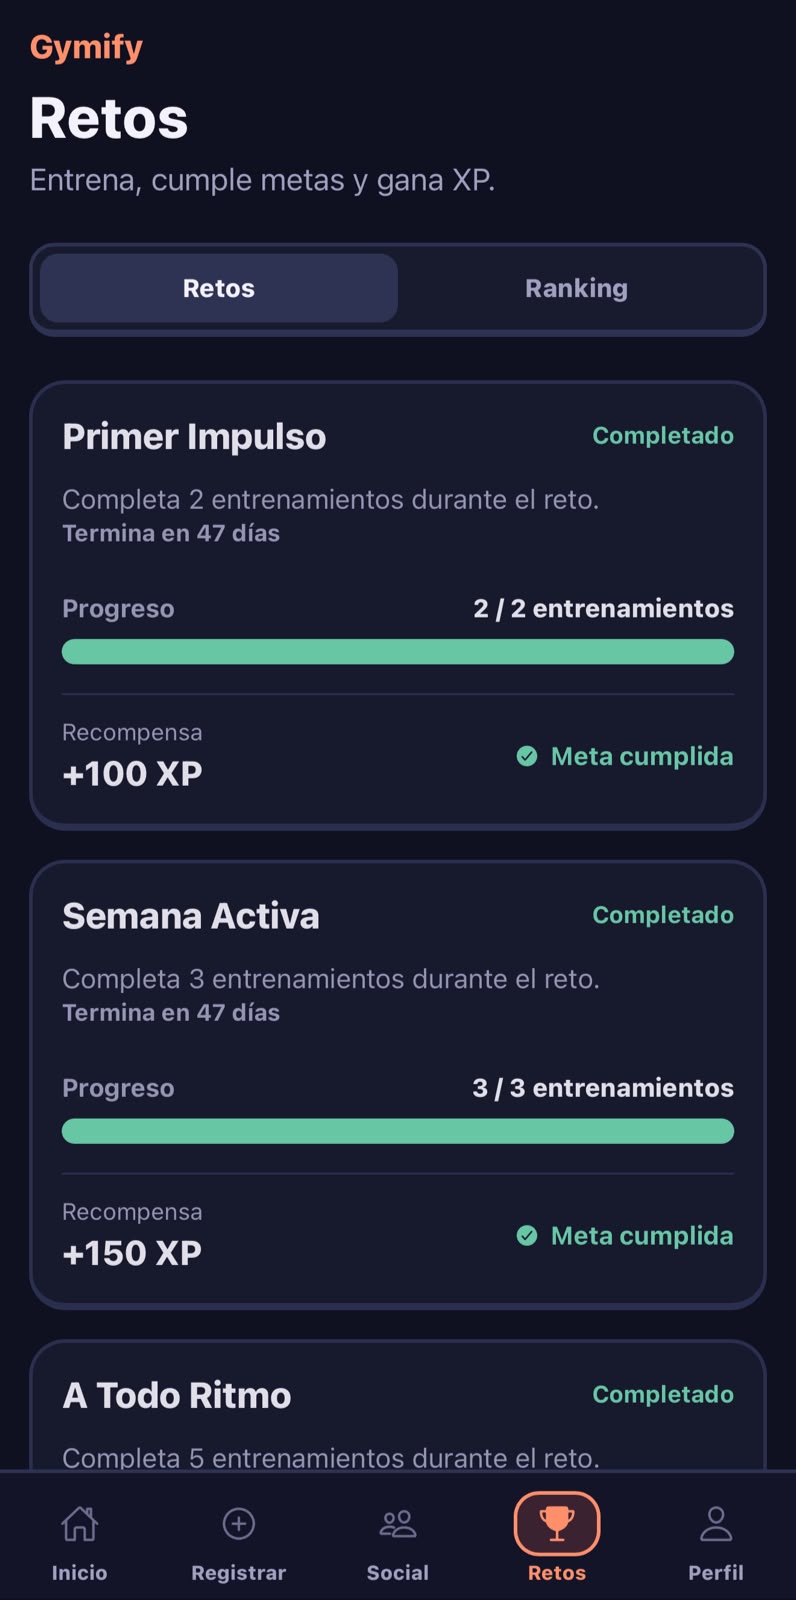 Gymify
Retos
Entrena, cumple metas y gana XP.
Retos
Ranking
Primer Impulso
Completado
Completa 2 entrenamientos durante el reto.
Termina en 47 días
Progreso
2 / 2 entrenamientos
Recompensa
+100 XP
Meta cumplida
Semana Activa
Completado
Completa 3 entrenamientos durante el reto.
Termina en 47 días
Progreso
3 / 3 entrenamientos
Recompensa
+150 XP
Meta cumplida
A Todo Ritmo
Completado
Completa 5 entrenamientos durante el reto.
Inicio
Registrar
Social
Retos
Perfil